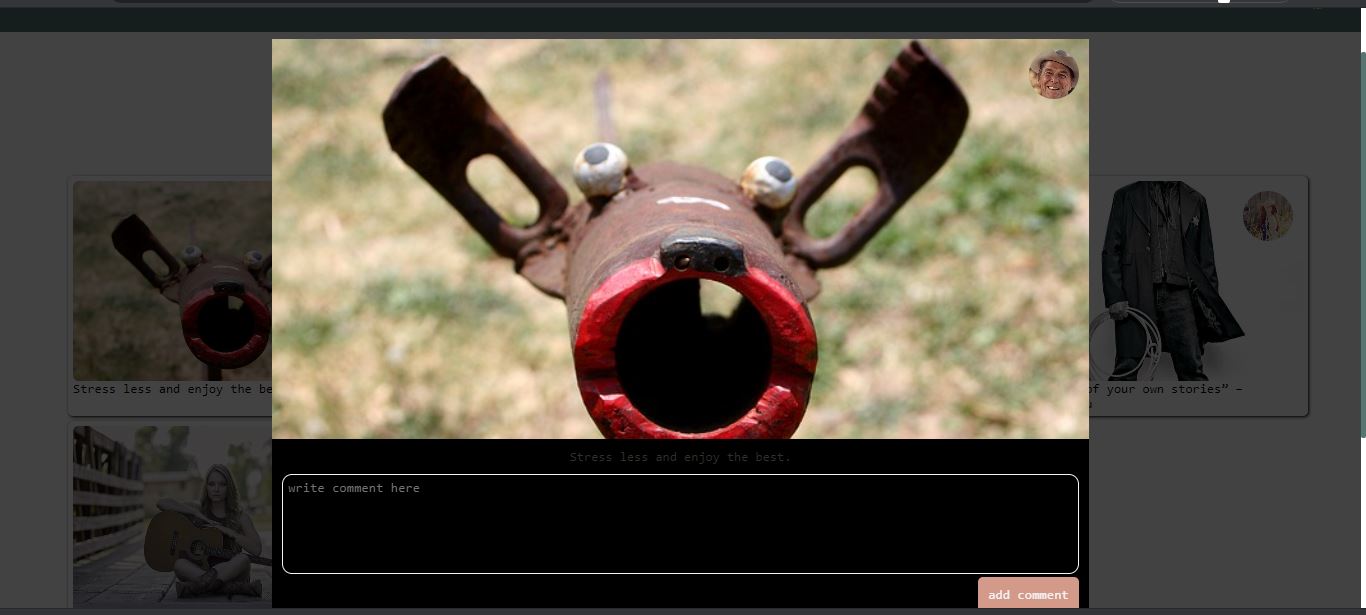 Stress less and enjoy the be
of your own stories” –
Stress less and enjoy the best.
write comment here
add comment